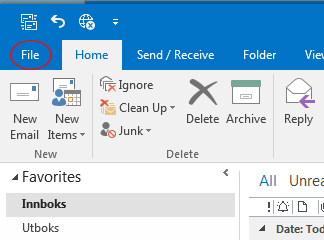 File Home Send / Receive Folder View
New Email
New Items
Ignore
Clean Up
Junk
Delete
Archive
Reply
New
Delete
Favorites
Innboks
Utboks
All Unrea
! Date: Tod